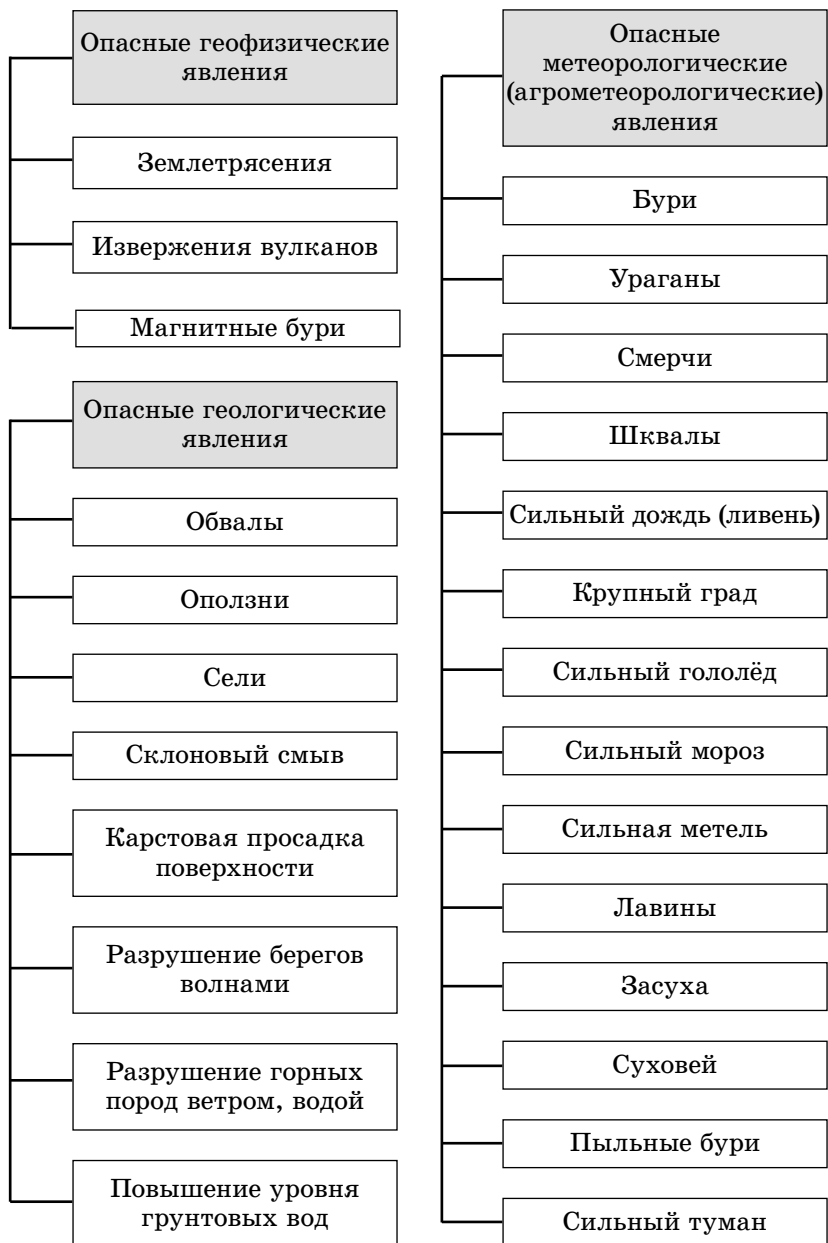 Опасные геофизические
явления
Землетрясения
Извержения вулканов
Магнитные бури
Опасные геологические
явления
Обвалы
Оползни
Сели
Склоновый смыв
Карстовая просадка
поверхности
Разрушение берегов
волнами
Разрушение горных
пород ветром, водой
Повышение уровня
грунтовых вод
Опасные
метеорологические
(агрометеорологические)
явления
Бури
Ураганы
Смерчи
Шквалы
Сильный дождь (ливень)
Крупный град
Сильный гололёд
Сильный мороз
Сильная метель
Лавины
Засуха
Суховей
Пыльные бури
Сильный туман